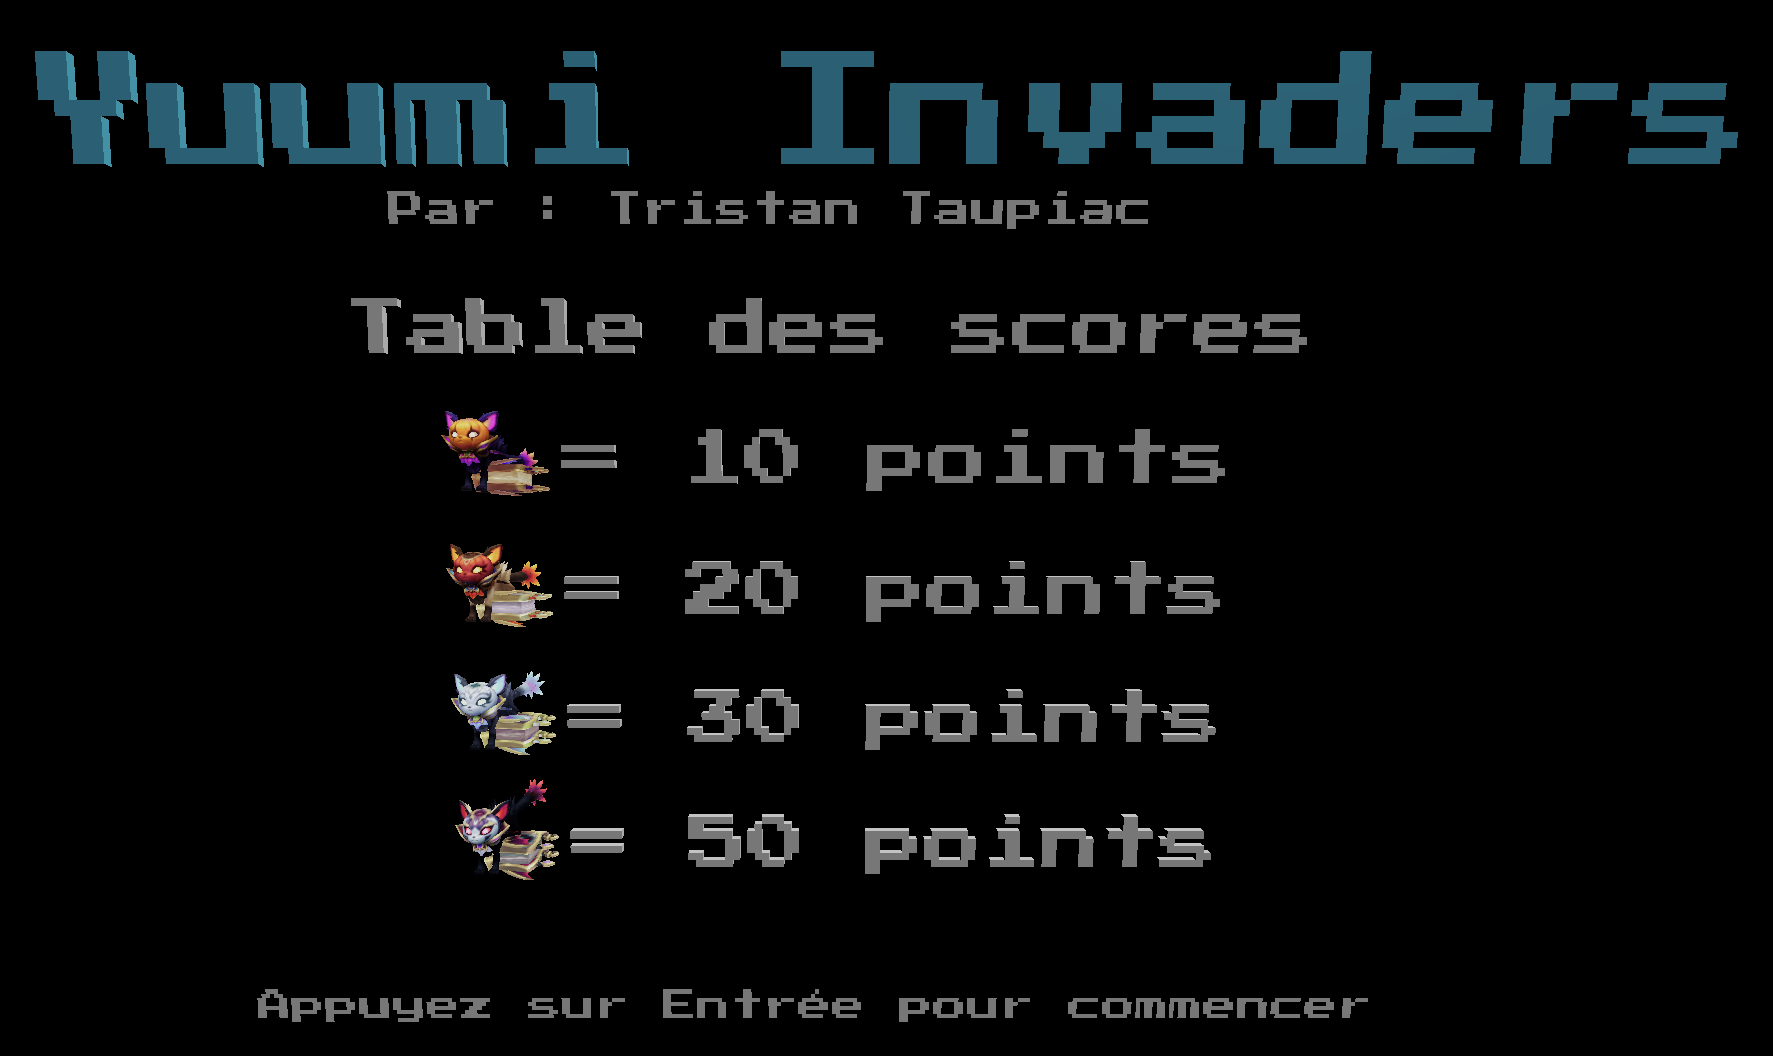 Yuumi Invaders
Par : Tristan Taupiac
Table des scores
= 10 points
= 20 points
= 30 points
= 50 points
Appuyez sur Entrée pour commencer